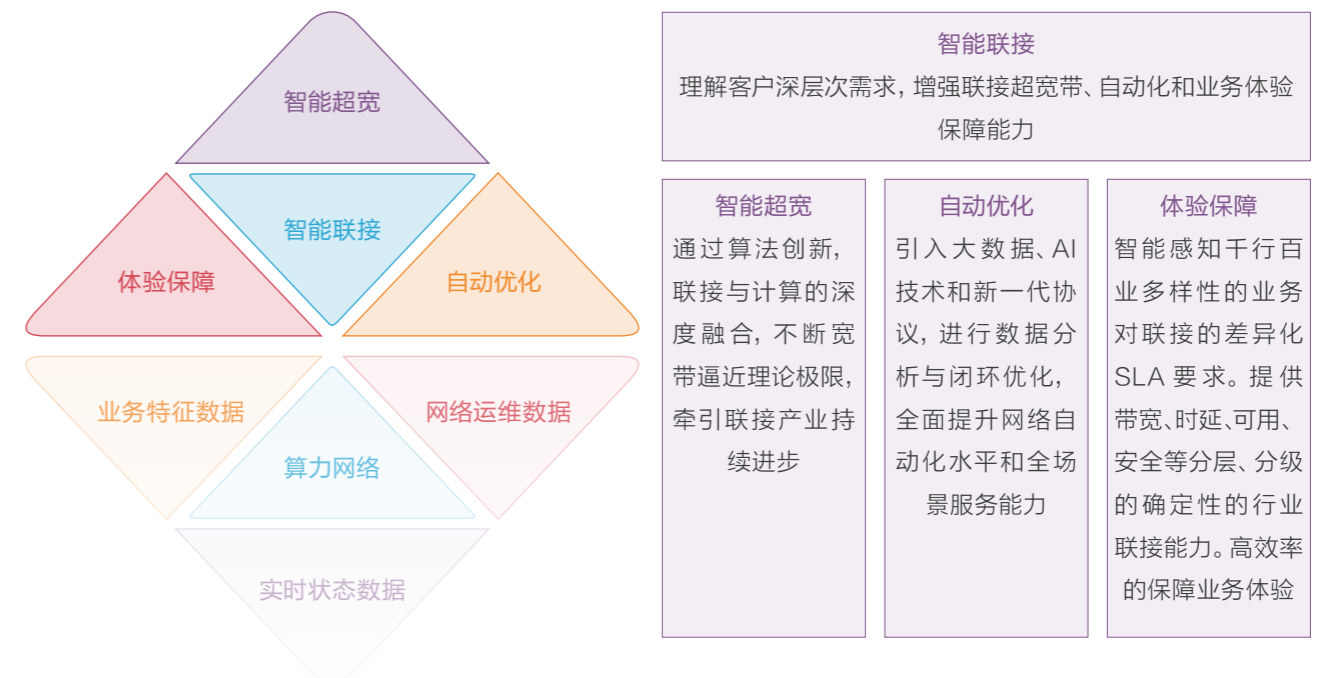 智能超宽
智能联接
体验保障
自动优化
业务特征数据
网络运维数据
算力网络
实时状态数据
智能联接
理解客户深层次需求，增强联接超宽带、自动化和业务体验
保障能力
智能超宽
通过算法创新，
联接与计算的深
度融合，不断宽
带逼近理论极限，
牵引联接产业持
续进步
自动优化
引入大数据、AI
技术和新一代协
议，进行数据分
析与闭环优化，
全面提升网络自
动化水平和全场
景服务能力
体验保障
智能感知千行百
业多样性的业务
对联接的差异化
SLA 要求。提供
带宽、时延、可用、
安全等分层、分级
的确定性的行业
联接能力。高效率
的保障业务体验